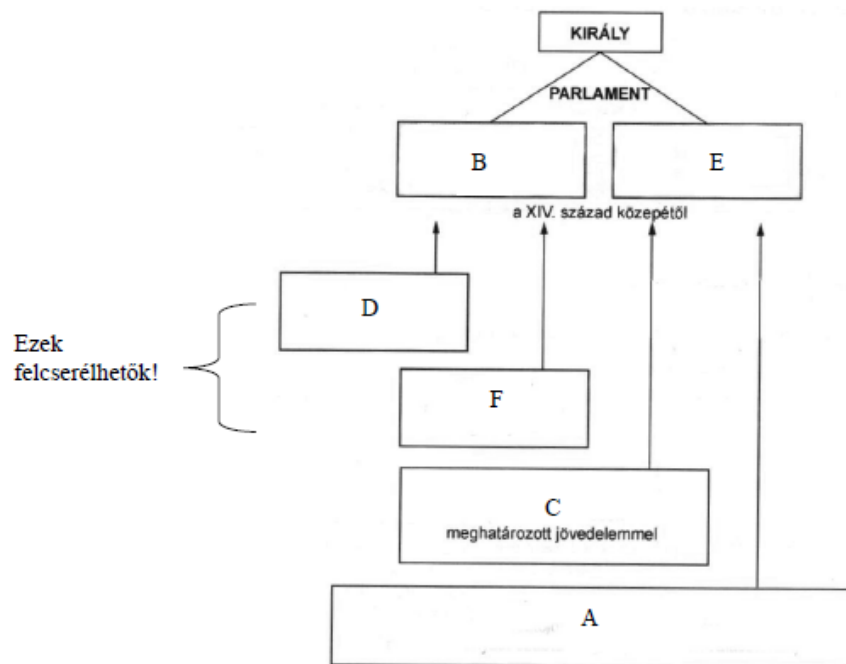 KIRÁLY
PARLAMENT
B
E
a XIV. század közepétől
D
Ezek
felcserélhetők!
F
C
meghatározott jövedelemmel
A